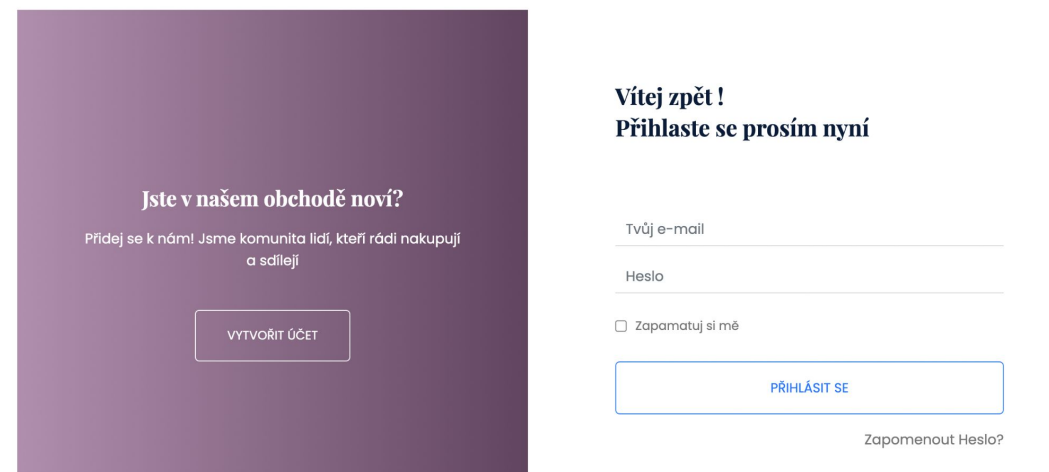 Jste v našem obchodě noví?
Přidej se k nám! Jsme komunita lidí, kteří rádi nakupují
a sdílejí
VYTVOŘIT ÚČET
Vítej zpět !
Přihlaste se prosím nyní
Tvůj e-mail
Heslo
Zapamatuj si mě
PŘIHLÁSIT SE
Zapomenout Heslo?